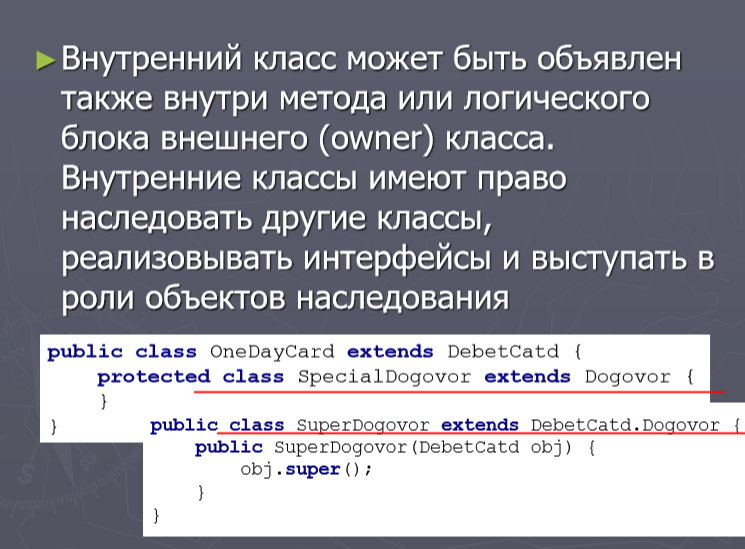 Внутренний класс может быть объявлен
также внутри метода или логического
блока внешнего (owner) класса.
Внутренние классы имеют право
наследовать другие классы,
реализовывать интерфейсы и выступать в
роли объектов наследования
public class OneDayCard extends DebetCatd {
    protected class SpecialDogovor extends Dogovor {
    }
}
public class SuperDogovor extends DebetCatd.Dogovor {
    public SuperDogovor(DebetCatd obj) {
        obj.super();
    }
}